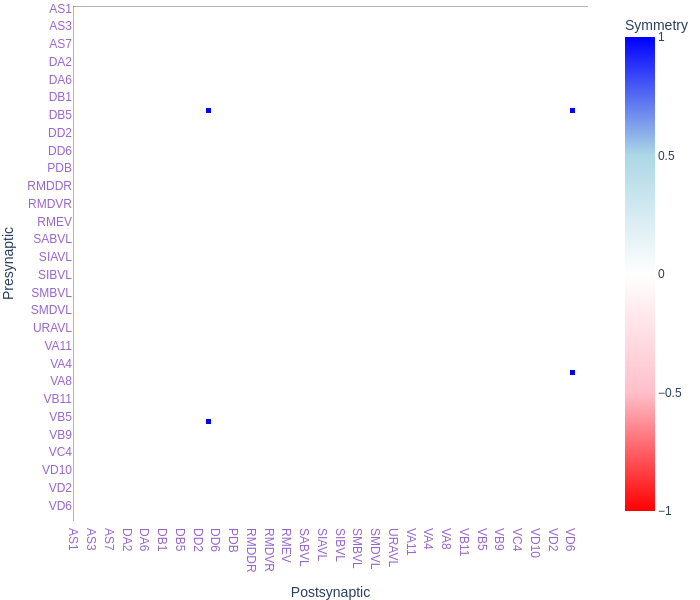 Symmetry
1
0.5
0
−0.5
−1
Presynaptic
AS1
AS3
AS7
DA2
DA6
DB1
DB5
DD2
DD6
PDB
RMDDR
RMDVR
RMEV
SABVL
SIAVL
SIBVL
SMBVL
SMDVL
URAVL
VA11
VA4
VA8
VB11
VB5
VB9
VC4
VD10
VD2
VD6
AS1
AS3
AS7
DA2
DA6
DB1
DB5
DD2
DD6
PDB
RMDDR
RMDVR
RMEV
SABVL
SIAVL
SIBVL
SMBVL
SMDVL
URAVL
VA11
VA4
VA8
VB11
VB5
VB9
VC4
VD10
VD2
VD6
Postsynaptic